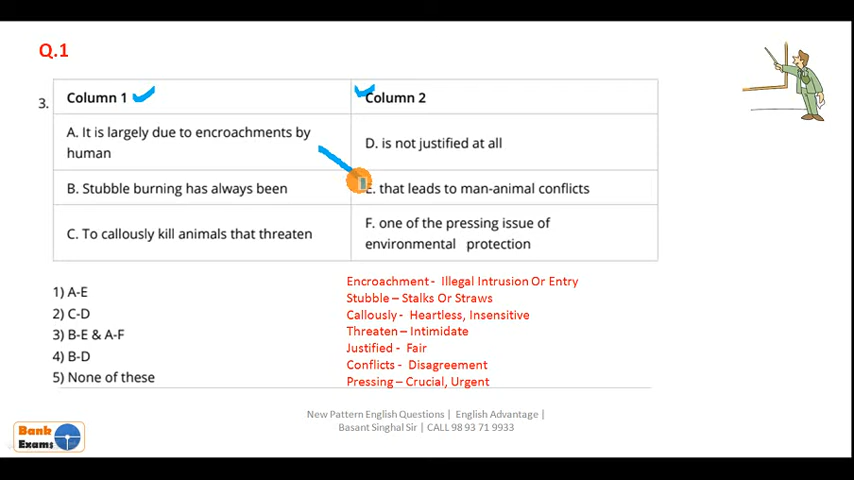 Q.1
3.
Column 1
Column 2
A. It is largely due to encroachments by
human
D. is not justified at all
B. Stubble burning has always been
E. that leads to man-animal conflicts
C. To callously kill animals that threaten
F. one of the pressing issue of
environmental protection
1) A-E
2) C-D
3) B-E & A-F
4) B-D
5) None of these
Encroachment - Illegal Intrusion Or Entry
Stubble – Stalks Or Straws
Callously - Heartless, Insensitive
Threaten – Intimidate
Justified - Fair
Conflicts - Disagreement
Pressing – Crucial, Urgent
New Pattern English Questions | English Advantage |
Basant Singhal Sir | CALL 98 93 71 9933
Bank
Exams